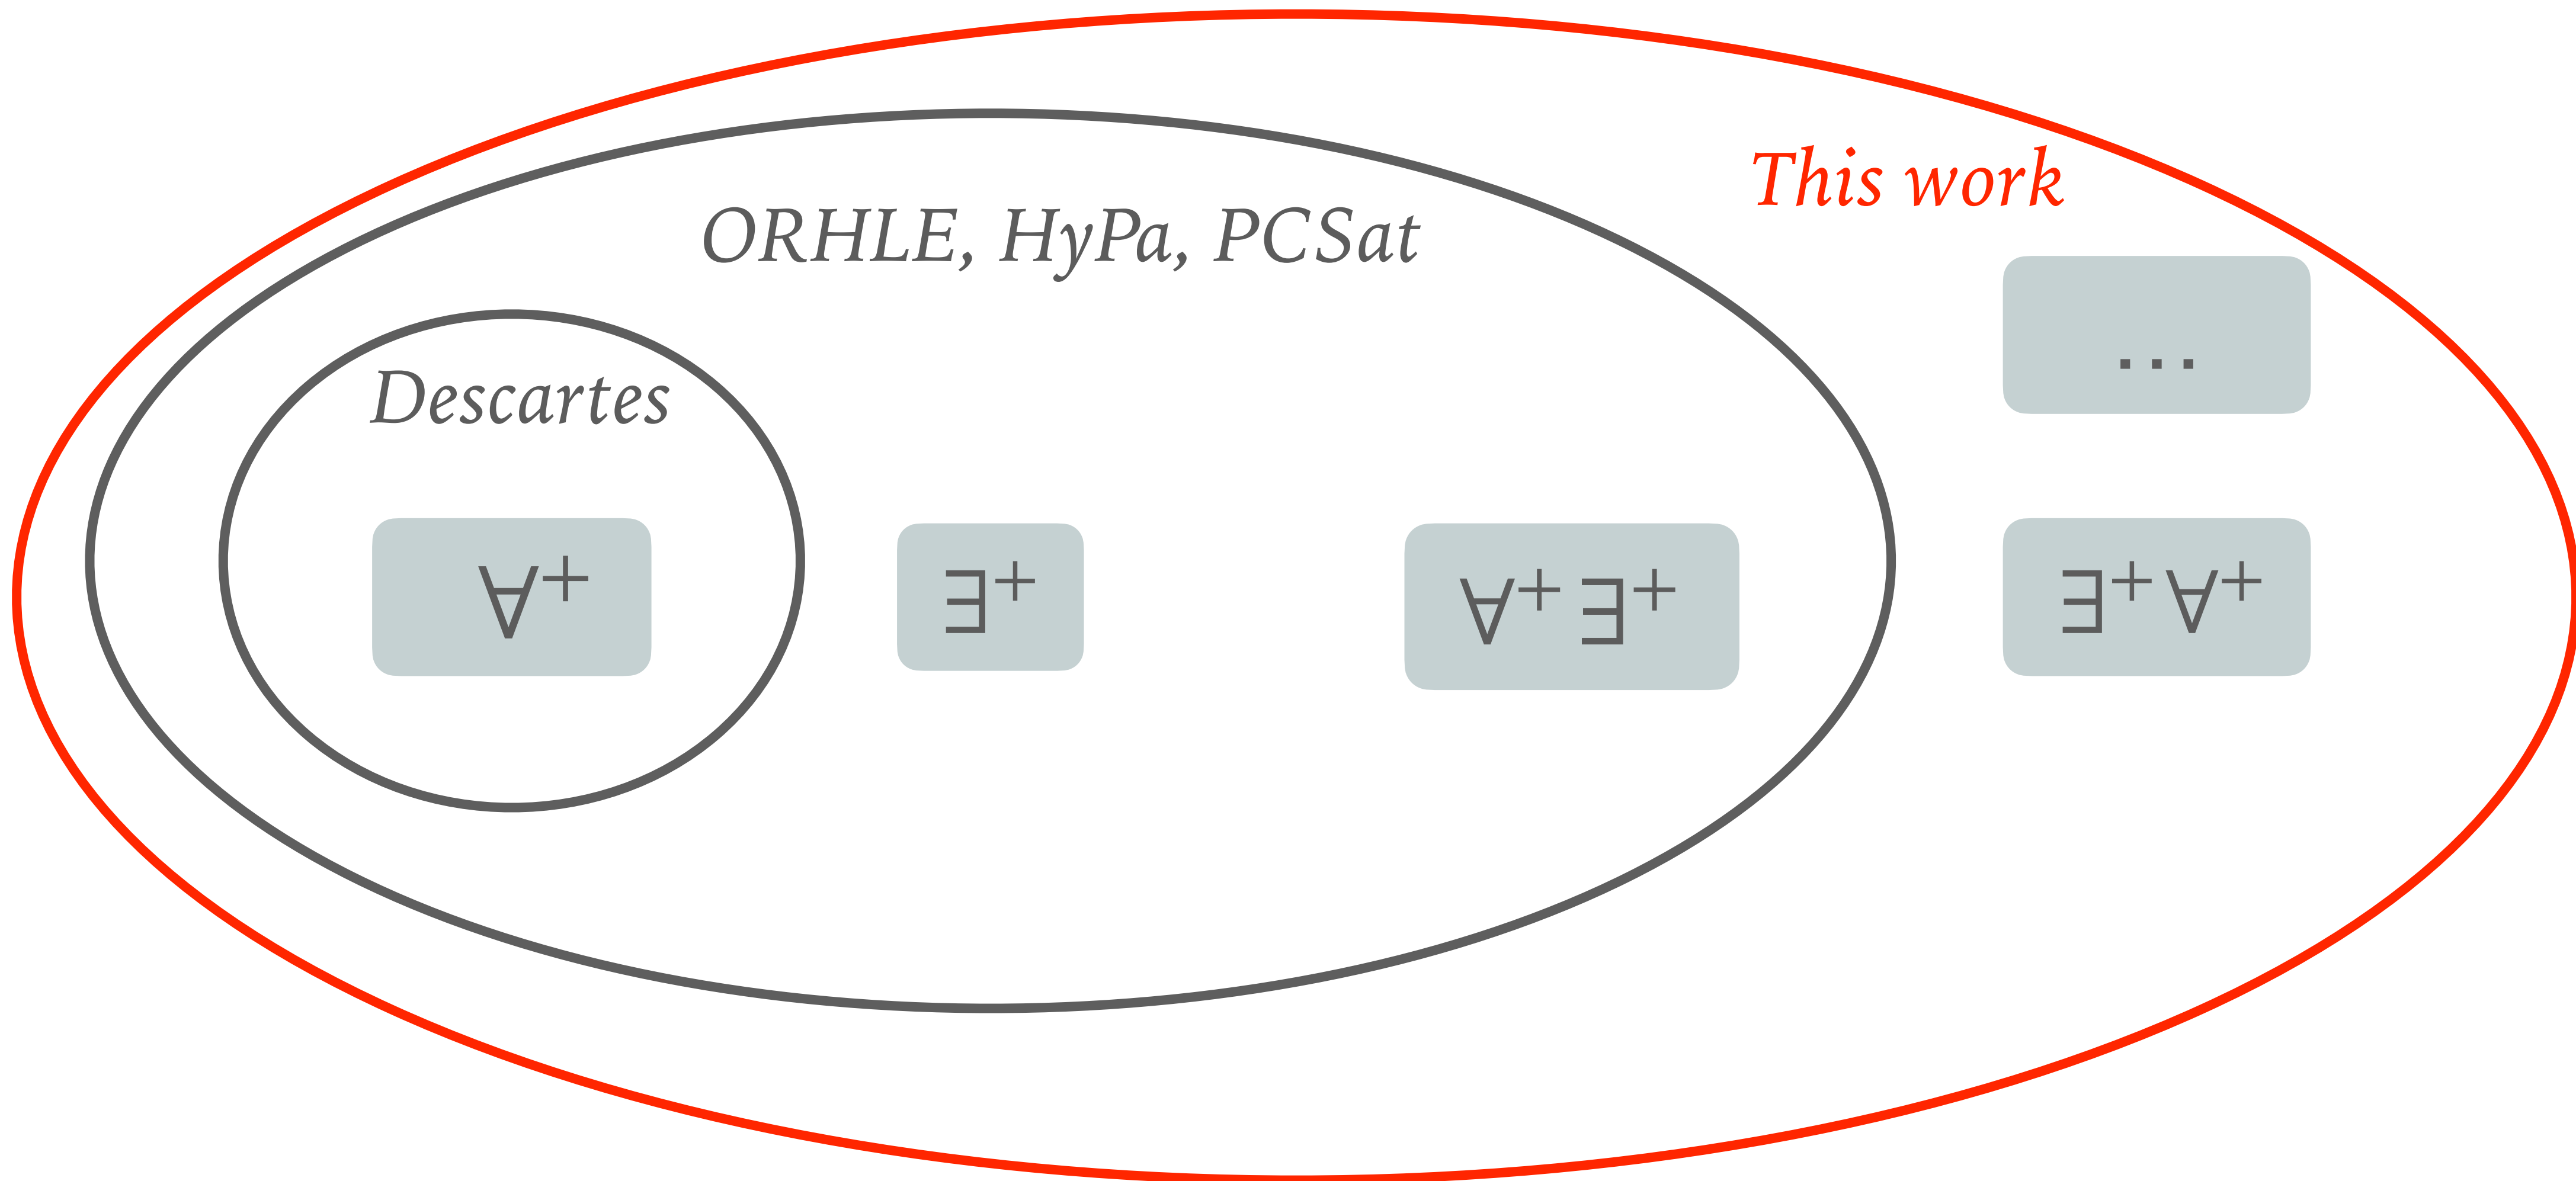 This work
ORHLE, HyPa, PCSat
...
Descartes
∀+
∃+
∀+ ∃+
∃+ ∀+